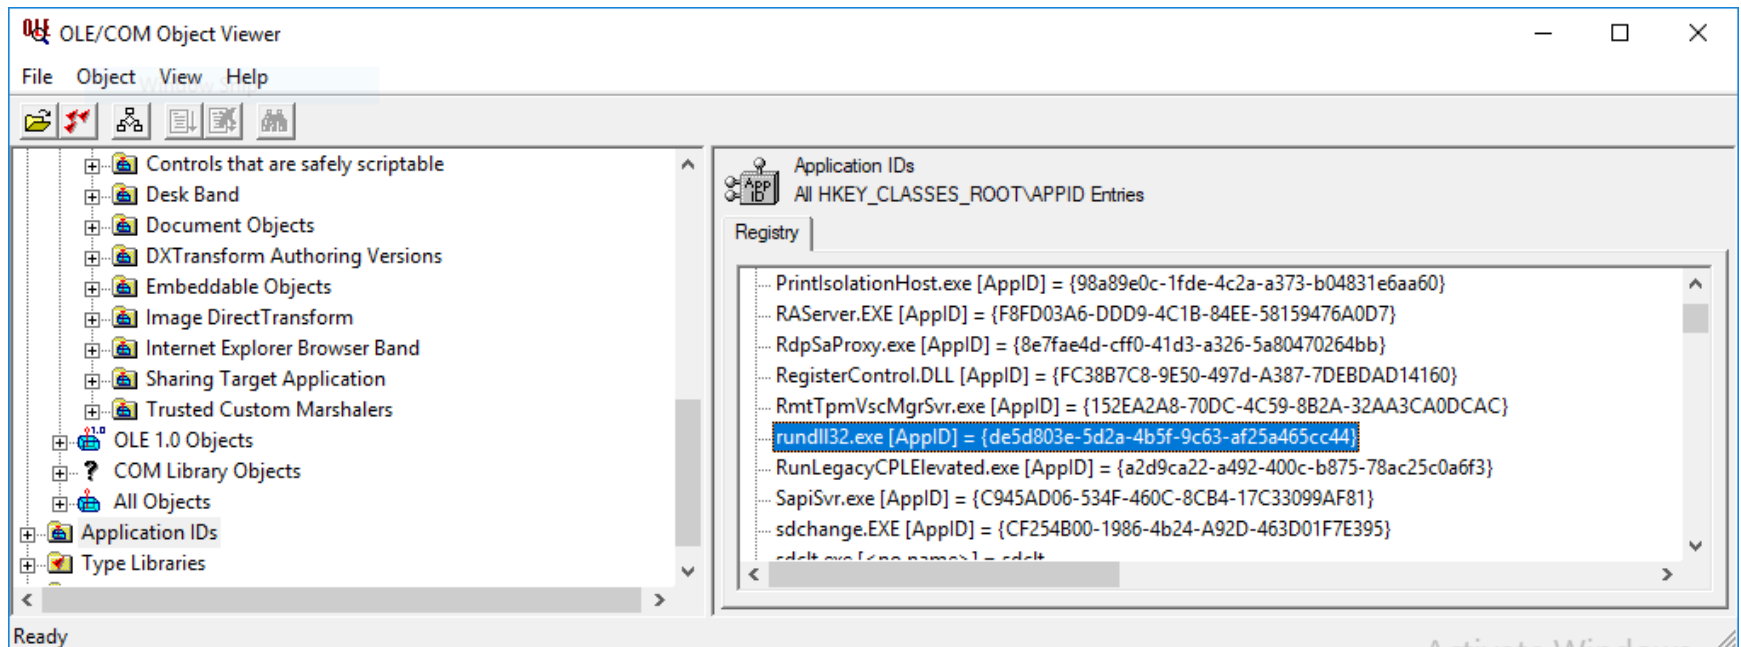 OLE/COM Object Viewer
File Object View Help
Controls that are safely scriptable
Desk Band
Document Objects
DXTransform Authoring Versions
Embeddable Objects
Image DirectTransform
Internet Explorer Browser Band
Sharing Target Application
Trusted Custom Marshalers
OLE 1.0 Objects
COM Library Objects
All Objects
Application IDs
Type Libraries
Application IDs
All HKEY_CLASSES_ROOT\APPID Entries
Registry
PrintIsolationHost.exe [AppID] = {98a89e0c-1fde-4c2a-a373-b04831e6aa60}
RAServer.EXE [AppID] = {F8FD03A6-DDD9-4C1B-84EE-58159476A0D7}
RdpSaProxy.exe [AppID] = {8e7fae4d-cff0-41d3-a326-5a80470264bb}
RegisterControl.DLL [AppID] = {FC38B7C8-9E50-497d-A387-7DEBDAD14160}
RmtTpmVscMgrSvr.exe [AppID] = {152EA2A8-70DC-4C59-8B2A-32AA3CA0DCAC}
rundll32.exe [AppID] = {de5d803e-5d2a-4b5f-9c63-af25a465cc44}
RunLegacyCPLElevated.exe [AppID] = {a2d9ca22-a492-400c-b875-78ac25c0a6f3}
SapiSvr.exe [AppID] = {C945AD06-534F-460C-8CB4-17C33099AF81}
sdchange.EXE [AppID] = {CF254B00-1986-4b24-A92D-463D01F7E395}
sdclt.exe [<no name>] = sdclt
Ready